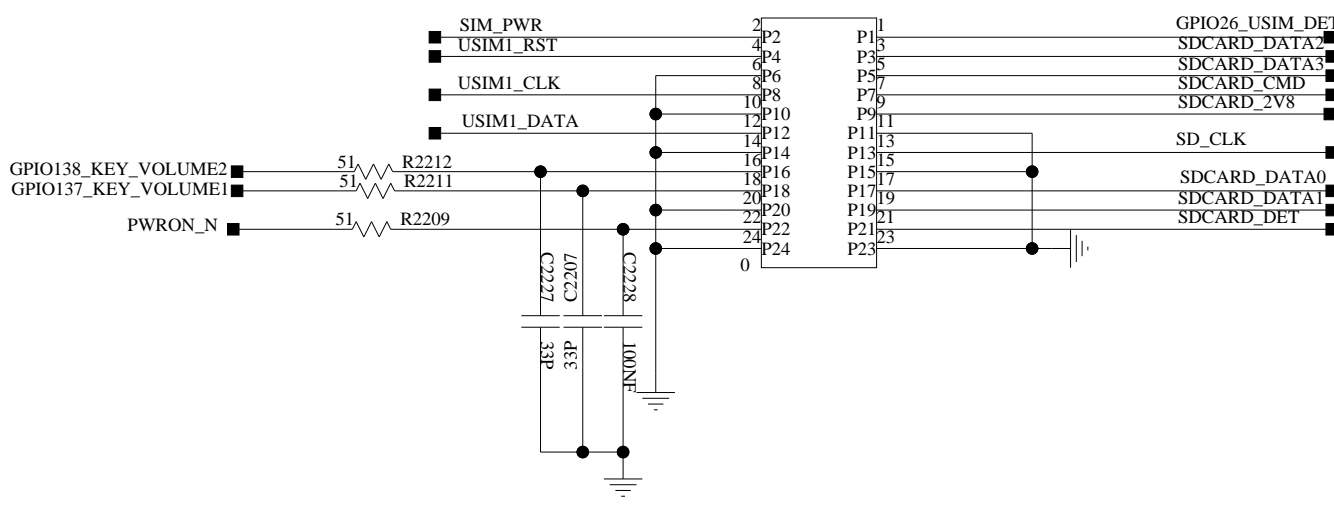 SIM_PWR 2 P2 P1 1 GPIO26_USIM_DET
USIM1_RST 4 P4 P3 3 SDCARD_DATA2
6 P6 P5 5 SDCARD_DATA3
USIM1_CLK 8 P8 P7 7 SDCARD_CMD
10 P10 P9 9 SDCARD_2V8
USIM1_DATA 12 P12 P11 11
14 P14 P13 13 SD_CLK
GPIO138_KEY_VOLUME2 51 R2212 16 P16 P15 15
GPIO137_KEY_VOLUME1 51 R2211 18 P18 P17 17 SDCARD_DATA0
20 P20 P19 19 SDCARD_DATA1
PWRON_N 51 R2209 22 P22 P21 21 SDCARD_DET
24 P24 P23 23
0
C2227 C2207 C2228
33P 33P 100NF